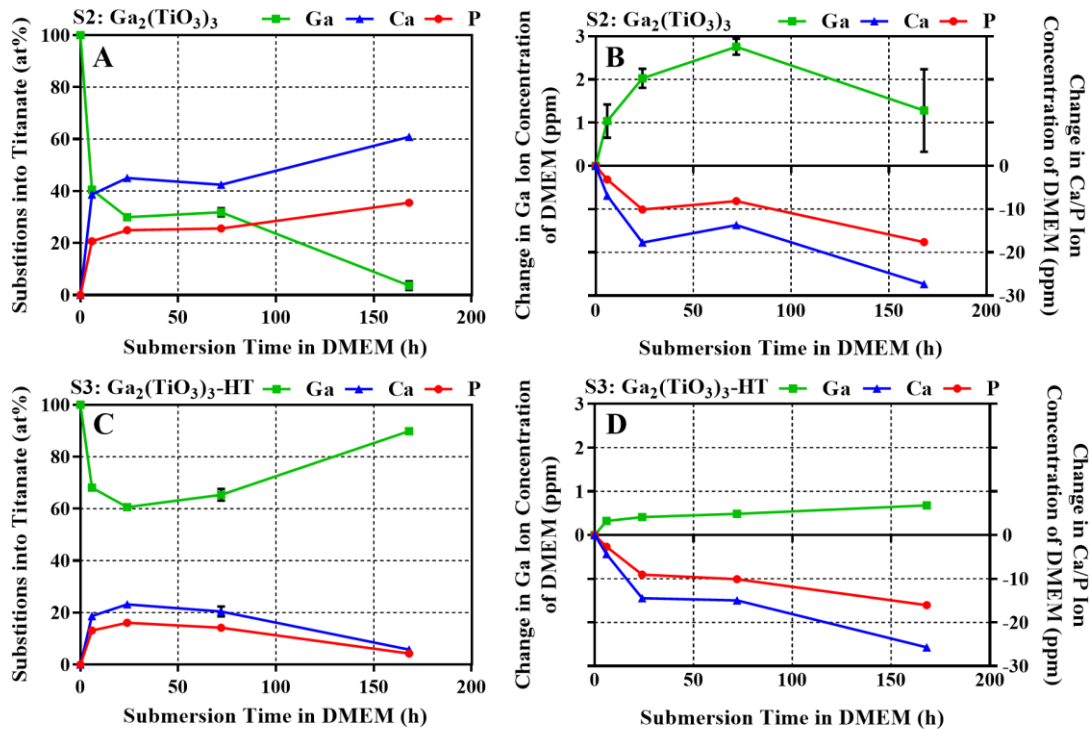 S2: Ga₂(TiO₃)₃ Ga Ca P
A
Substitions into Titanate (at%)
100
80
60
40
20
0
0 50 100 150 200
Submersion Time in DMEM (h)
S2: Ga₂(TiO₃)₃ Ga Ca P
B
Change in Ga Ion Concentration
of DMEM (ppm)
3
2
1
0
0
-10
-20
-30
Change in Ca/P Ion
Concentration of DMEM (ppm)
0 50 100 150 200
Submersion Time in DMEM (h)
S3: Ga₂(TiO₃)₃-HT Ga Ca P
C
Substitions into Titanate (at%)
100
80
60
40
20
0
0 50 100 150 200
Submersion Time in DMEM (h)
S3: Ga₂(TiO₃)₃-HT Ga Ca P
D
Change in Ga Ion Concentration
of DMEM (ppm)
3
2
1
0
0
-10
-20
-30
Change in Ca/P Ion
Concentration of DMEM (ppm)
0 50 100 150 200
Submersion Time in DMEM (h)